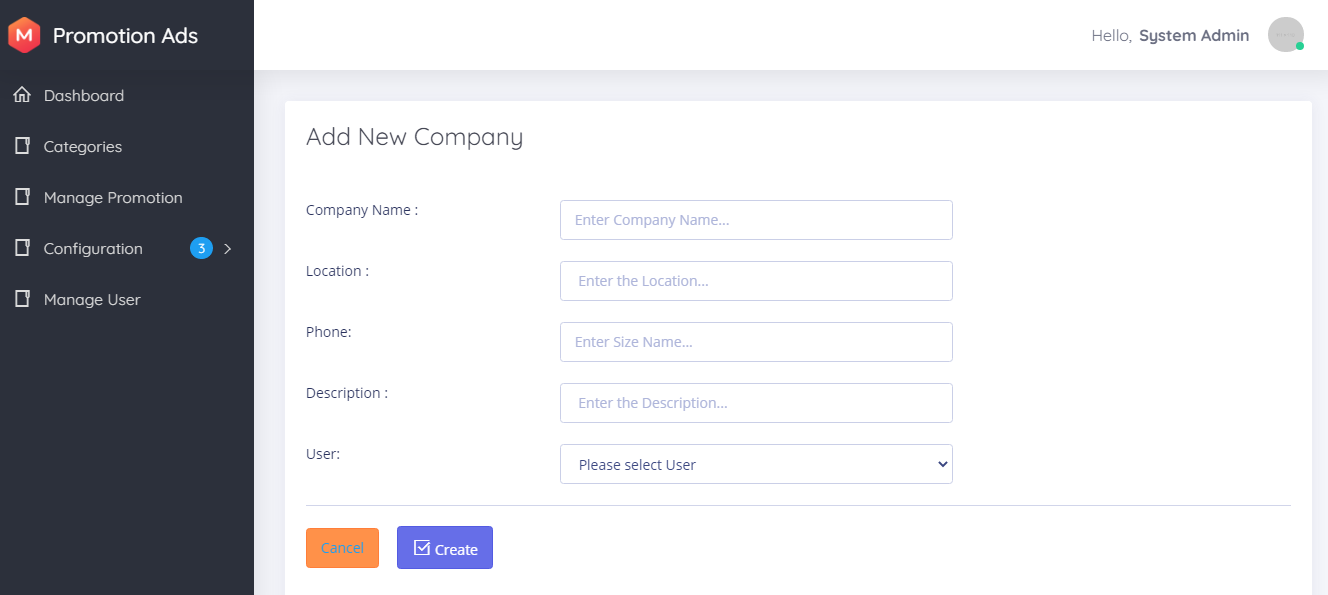 M Promotion Ads
Hello, System Admin
Dashboard
Categories
Manage Promotion
Configuration 3
Manage User
Add New Company
Company Name :
Enter Company Name...
Location :
Enter the Location...
Phone:
Enter Size Name...
Description :
Enter the Description...
User:
Please select User
Cancel
Create